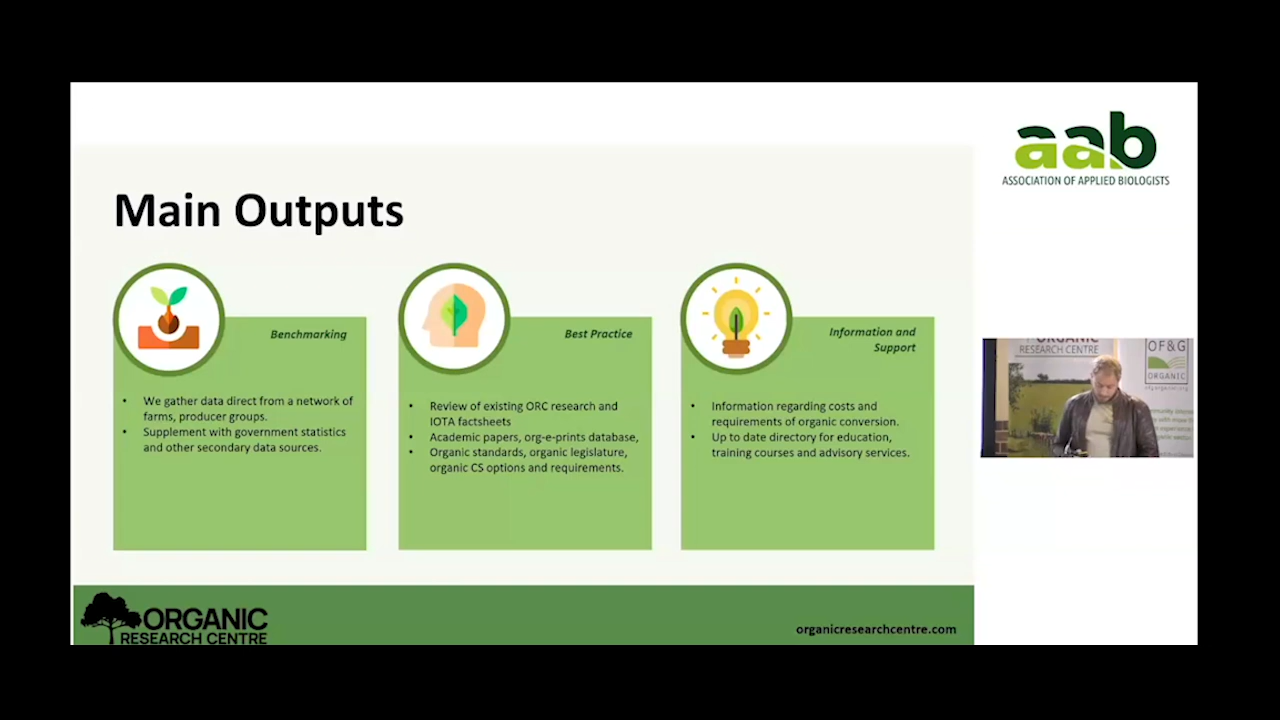 Main Outputs
Benchmarking
• We gather data direct from a network of
farms, producer groups.
• Supplement with government statistics
and other secondary data sources.
Best Practice
• Review of existing ORC research and
IOTA factsheets
• Academic papers, org-e-prints database,
• Organic standards, organic legislature,
organic CS options and requirements.
Information and
Support
• Information regarding costs and
requirements of organic conversion.
• Up to date directory for education,
training courses and advisory services.
ORGANIC
RESEARCH CENTRE
organicresearchcentre.com
aab
ASSOCIATION OF APPLIED BIOLOGISTS
ORGANIC
RESEARCH CENTRE
OF&G
ORGANIC